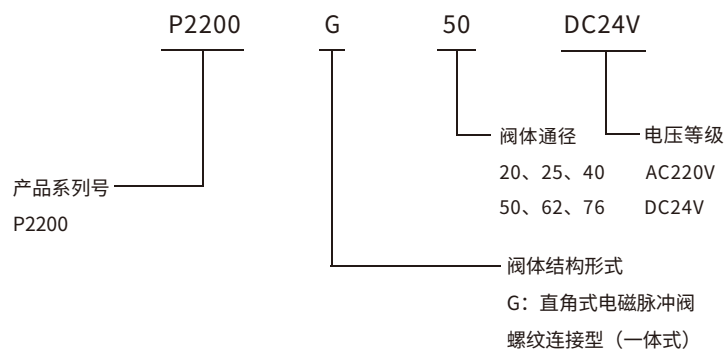 P2200 G 50 DC24V
阀体通径 电压等级
20、25、40 AC220V
产品系列号
50、62、76 DC24V
P2200
阀体结构形式
G：直角式电磁脉冲阀
螺纹连接型（一体式）